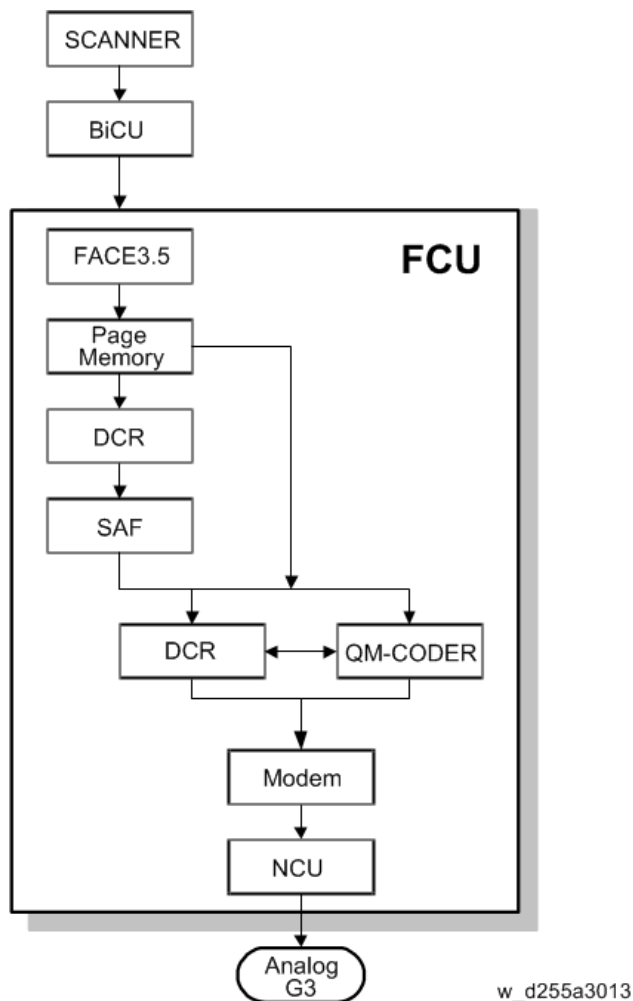 SCANNER
BiCU
FACE3.5
FCU
Page
Memory
DCR
SAF
DCR
QM-CODER
Modem
NCU
Analog
G3
w_d255a3013